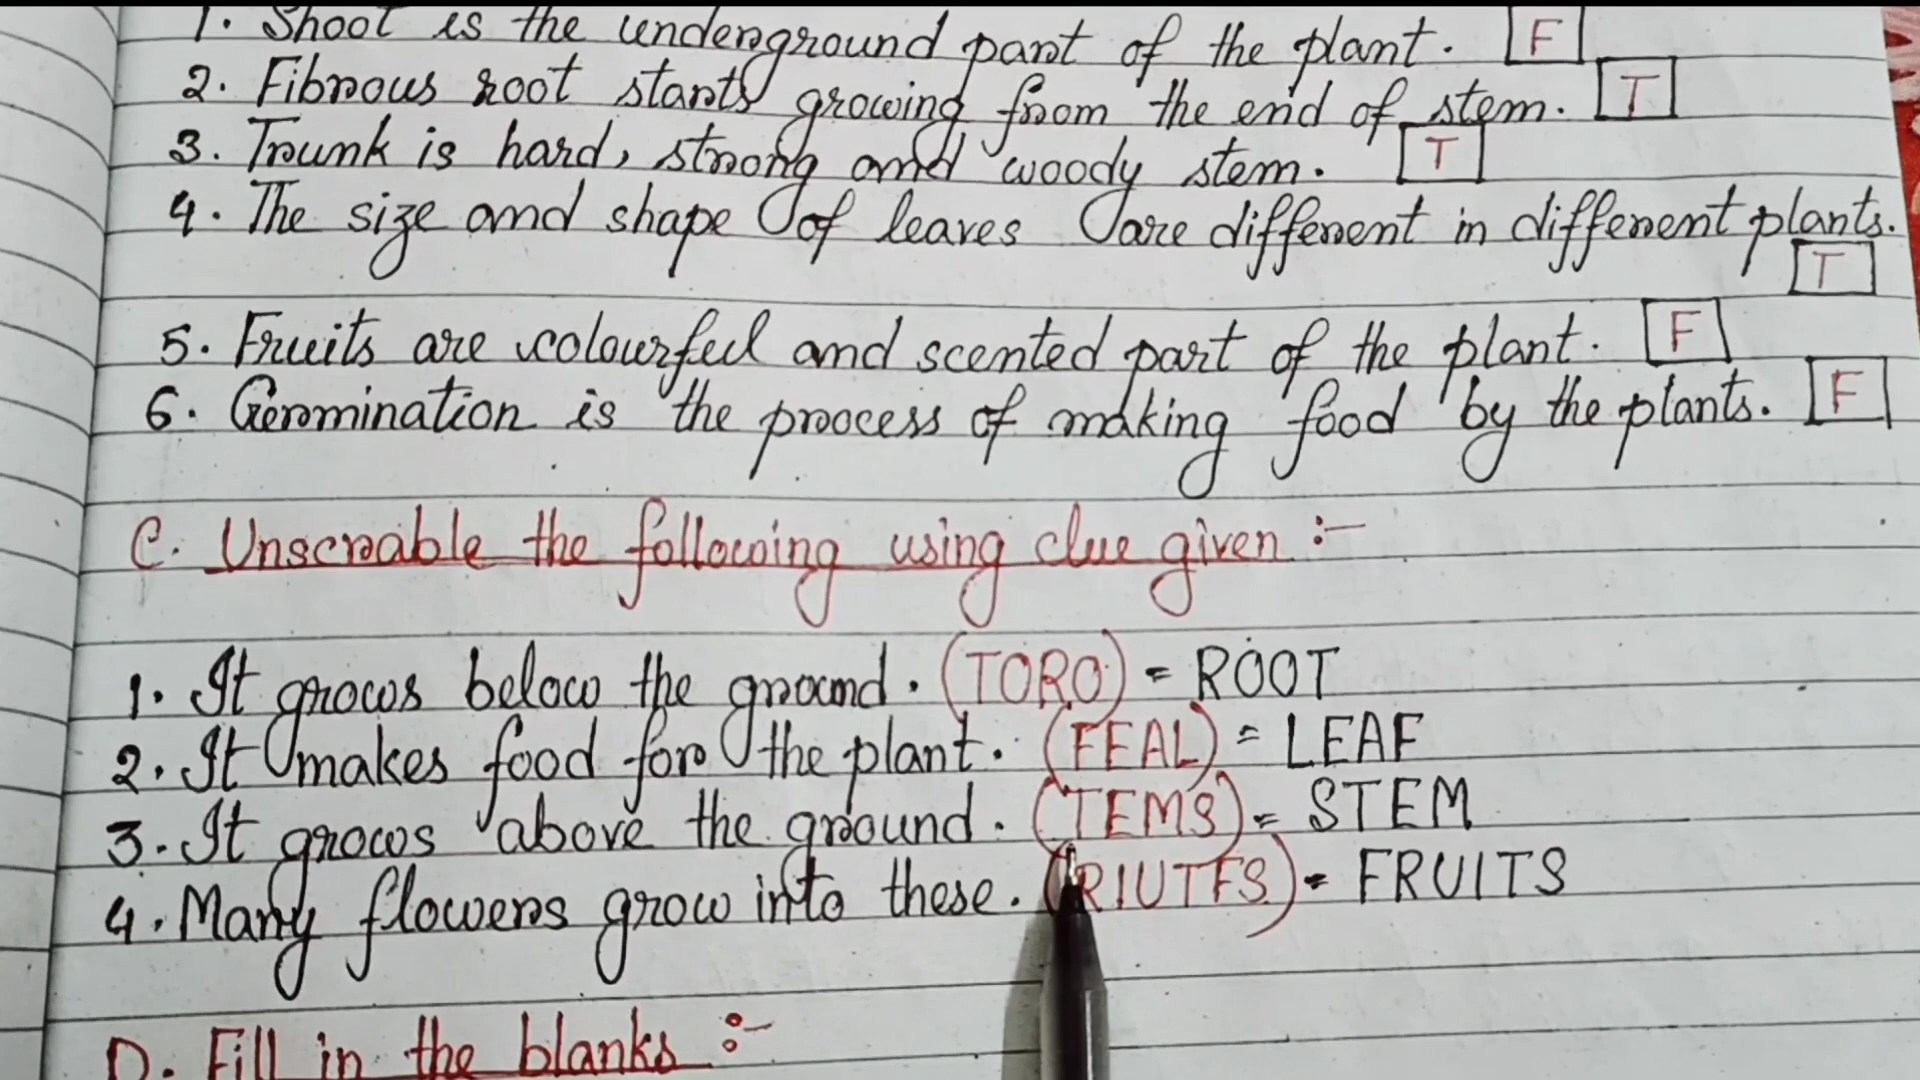 1. Shoot is the underground part of the plant. F
2. Fibrous root starts growing from the end of stem. T
3. Trunk is hard, strong and woody stem. T
4. The size and shape of leaves are different in different plants.
T
5. Fruits are colourful and scented part of the plant. F
6. Germination is the process of making food by the plants. F
C. Unscrable the following using clue given :-
1. It grows below the ground. (TORO) = ROOT
2. It makes food for the plant. (FEAL) = LEAF
3. It grows above the ground. (TEMS) = STEM
4. Many flowers grow into these. (RIUTFS) = FRUITS
D. Fill in the blanks :-